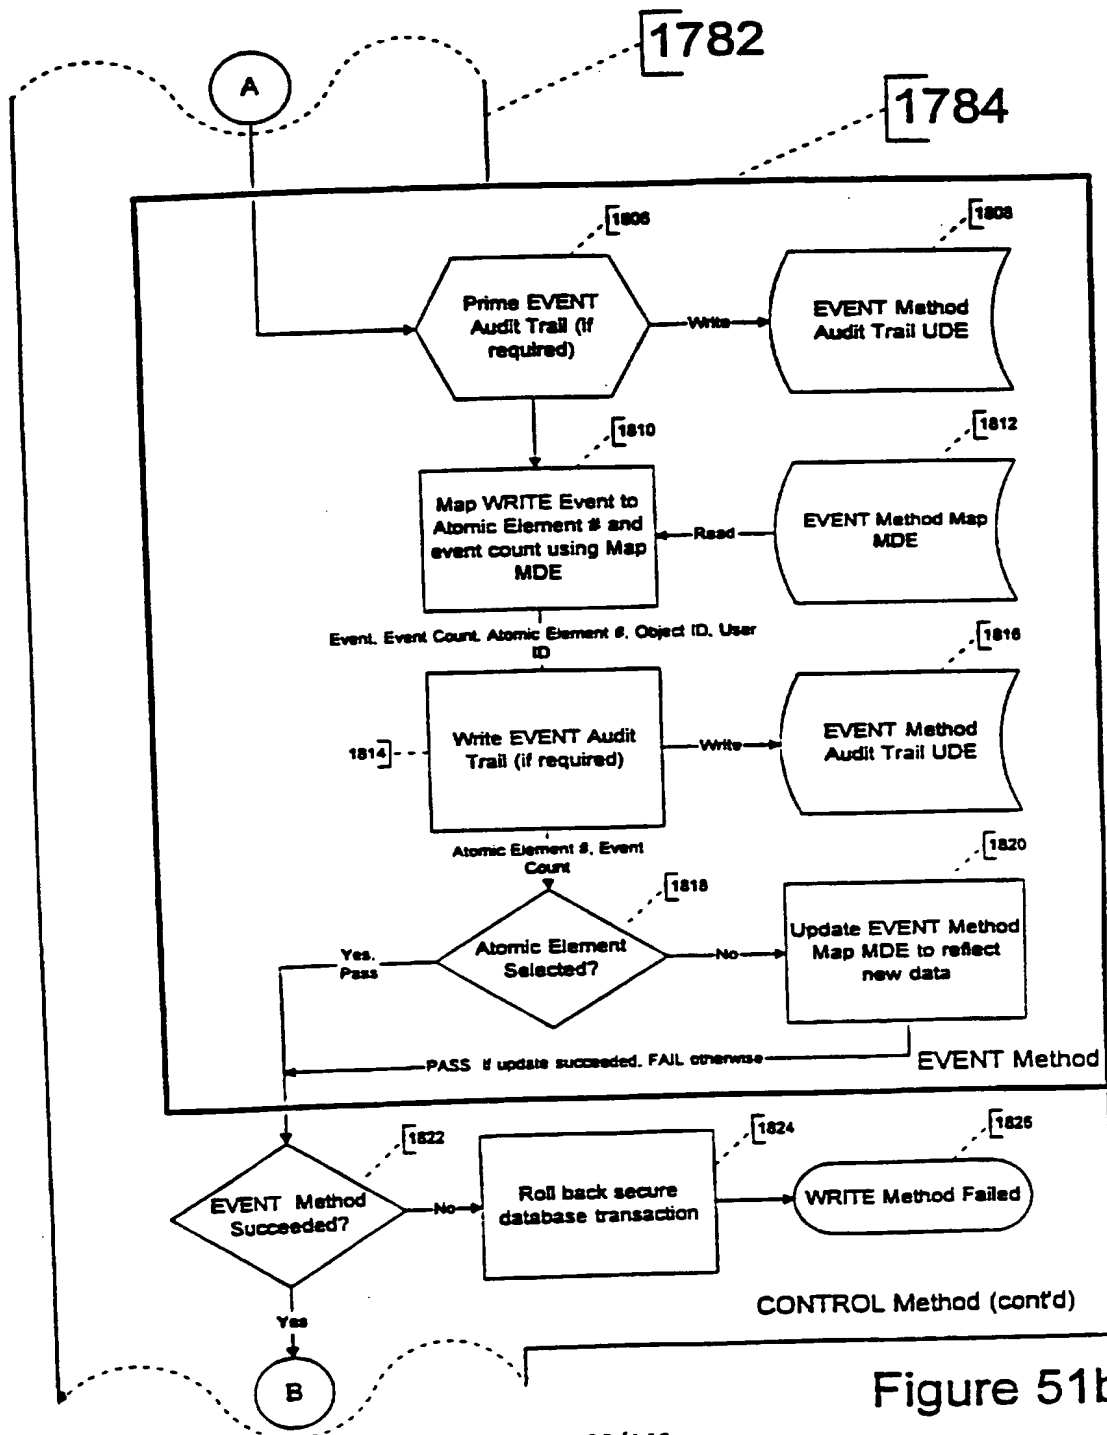 1782
A
1784
1806
1808
Prime EVENT
Audit Trail (if
required)
Write
EVENT Method
Audit Trail UDE
1810
1812
Map WRITE Event to
Atomic Element # and
event count using Map
MDE
Read
EVENT Method Map
MDE
Event, Event Count, Atomic Element #, Object ID, User
ID
1816
1814
Write EVENT Audit
Trail (if required)
Write
EVENT Method
Audit Trail UDE
Atomic Element #, Event
Count
1818
1820
Yes,
Pass
Atomic Element
Selected?
No
Update EVENT Method
Map MDE to reflect
new data
PASS if update succeeded, FAIL otherwise
EVENT Method
1822
1824
1826
EVENT Method
Succeeded?
No
Roll back secure
database transaction
WRITE Method Failed
CONTROL Method (cont'd)
Yes
B
Figure 51b